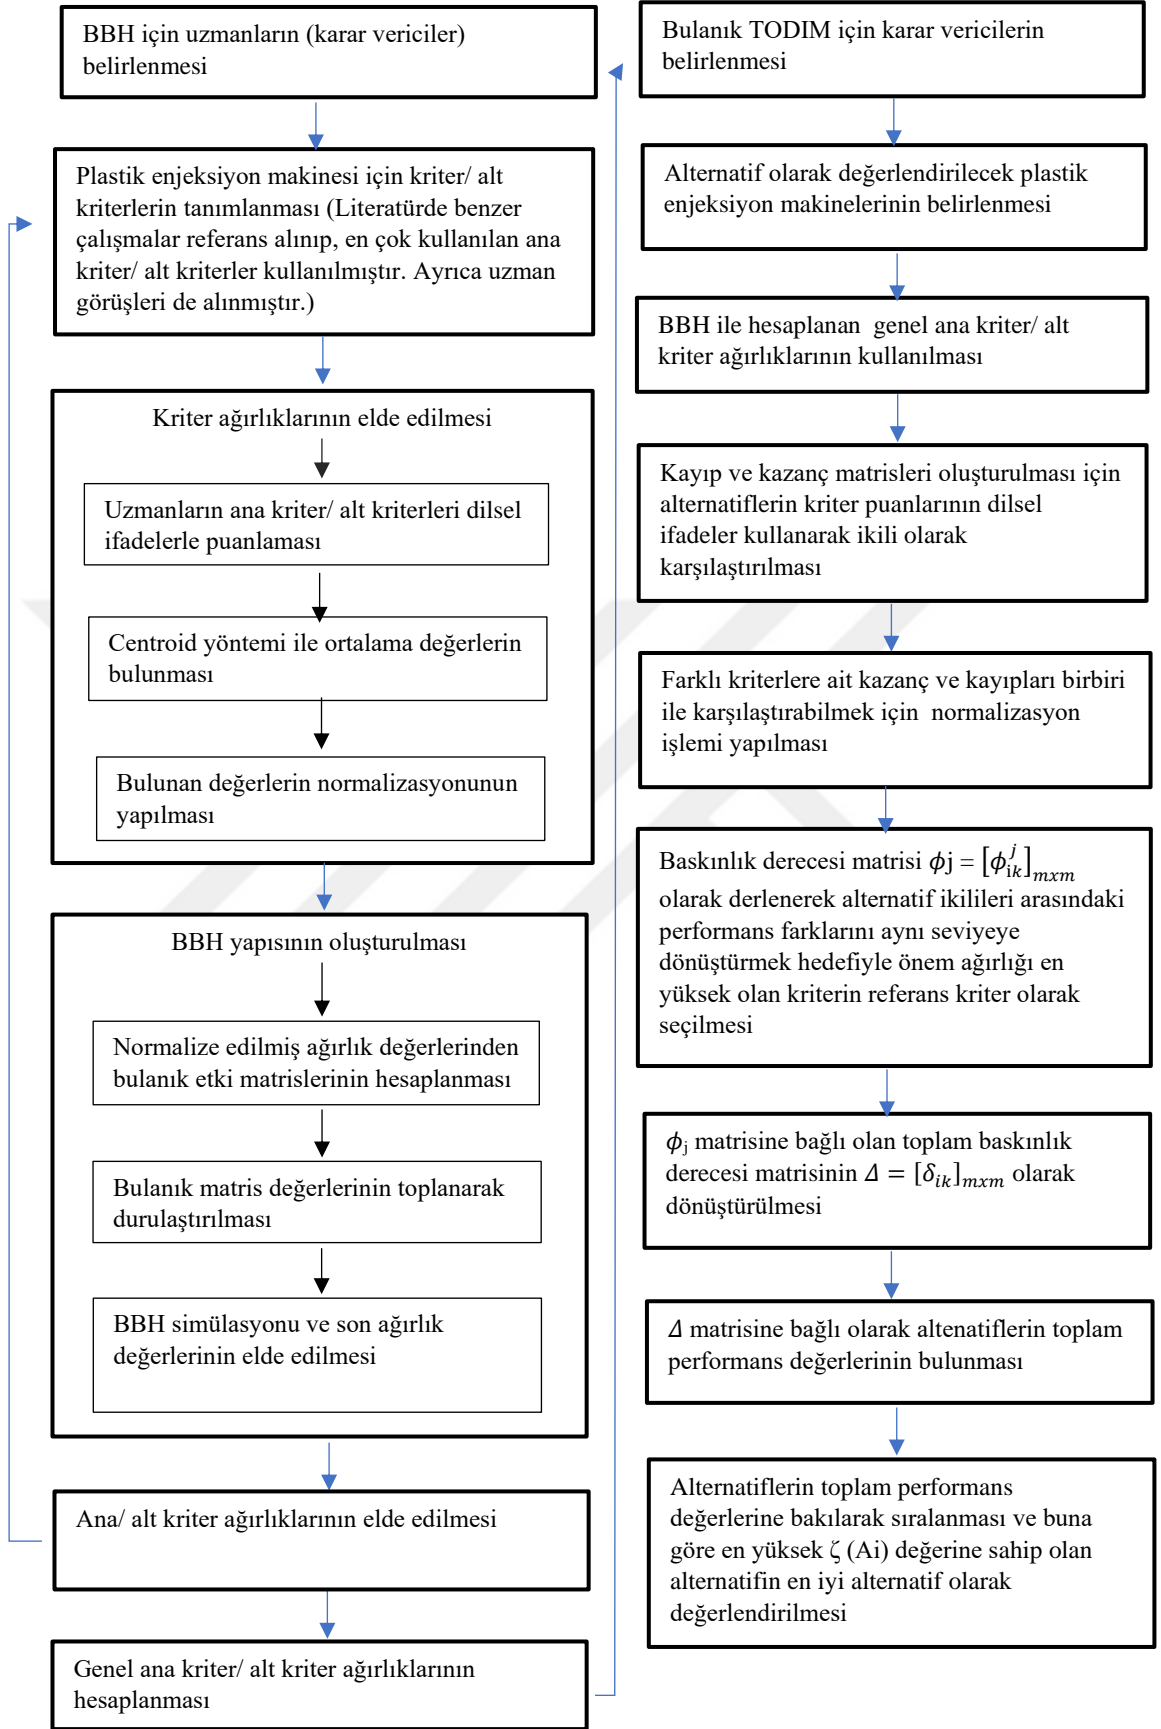 BBH için uzmanların (karar vericiler)
belirlenmesi
Plastik enjeksiyon makinesi için kriter/ alt
kriterlerin tanımlanması (Literatürde benzer
çalışmalar referans alınıp, en çok kullanılan ana
kriter/ alt kriterler kullanılmıştır. Ayrıca uzman
görüşleri de alınmıştır.)
Kriter ağırlıklarının elde edilmesi
Uzmanların ana kriter/ alt kriterleri dilsel
ifadelerle puanlaması
Centroid yöntemi ile ortalama değerlerin
bulunması
Bulunan değerlerin normalizasyonunun
yapılması
BBH yapısının oluşturulması
Normalize edilmiş ağırlık değerlerinden
bulanık etki matrislerinin hesaplanması
Bulanık matris değerlerinin toplanarak
durulaştırılması
BBH simülasyonu ve son ağırlık
değerlerinin elde edilmesi
Ana/ alt kriter ağırlıklarının elde edilmesi
Genel ana kriter/ alt kriter ağırlıklarının
hesaplanması
Bulanık TODIM için karar vericilerin
belirlenmesi
Alternatif olarak değerlendirilecek plastik
enjeksiyon makinelerinin belirlenmesi
BBH ile hesaplanan genel ana kriter/ alt
kriter ağırlıklarının kullanılması
Kayıp ve kazanç matrisleri oluşturulması için
alternatiflerin kriter puanlarının dilsel
ifadeler kullanarak ikili olarak
karşılaştırılması
Farklı kriterlere ait kazanç ve kayıpları birbiri
ile karşılaştırabilmek için normalizasyon
işlemi yapılması
Baskınlık derecesi matrisi ϕj = [ϕ_{ik}^{j}]_{mxm}
olarak derlenerek alternatif ikilileri arasındaki
performans farklarını aynı seviyeye
dönüştürmek hedefiyle önem ağırlığı en
yüksek olan kriterin referans kriter olarak
seçilmesi
ϕ_j matrisine bağlı olan toplam baskınlık
derecesi matrisinin Δ = [δ_{ik}]_{mxm} olarak
dönüştürülmesi
Δ matrisine bağlı olarak altenatiflerin toplam
performans değerlerinin bulunması
Alternatiflerin toplam performans
değerlerine bakılarak sıralanması ve buna
göre en yüksek ζ (Ai) değerine sahip olan
alternatifin en iyi alternatif olarak
değerlendirilmesi